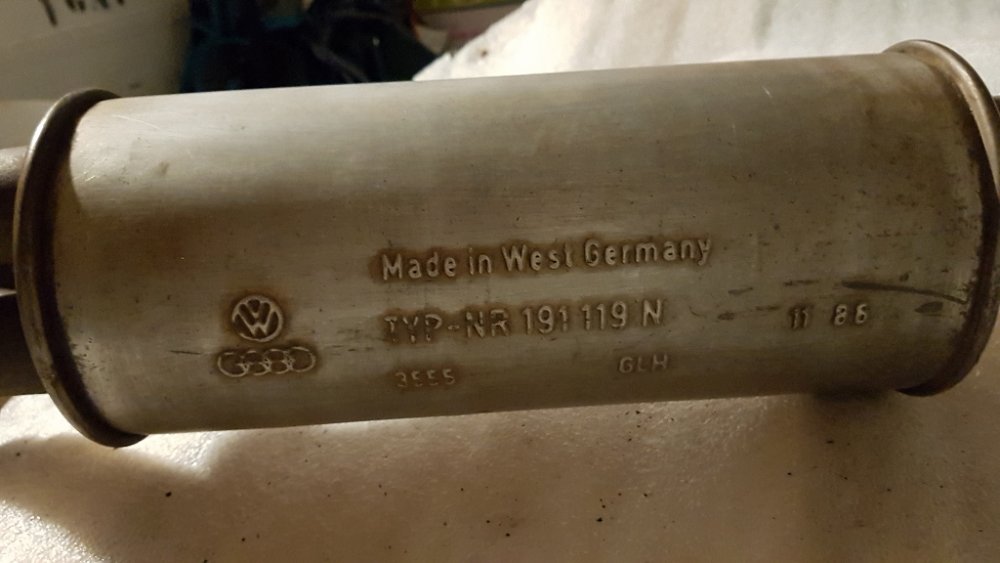 Made in West Germany
TYP-NR 191 119 N 11 86
3555 GLH